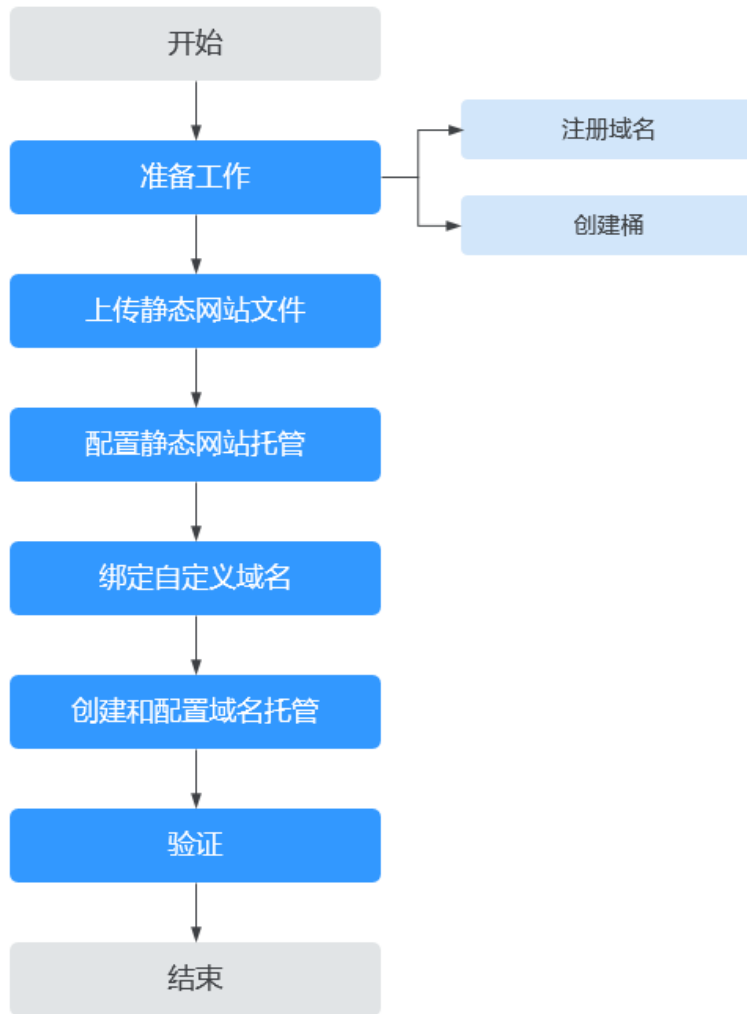 开始
准备工作
注册域名
创建桶
上传静态网站文件
配置静态网站托管
绑定自定义域名
创建和配置域名托管
验证
结束